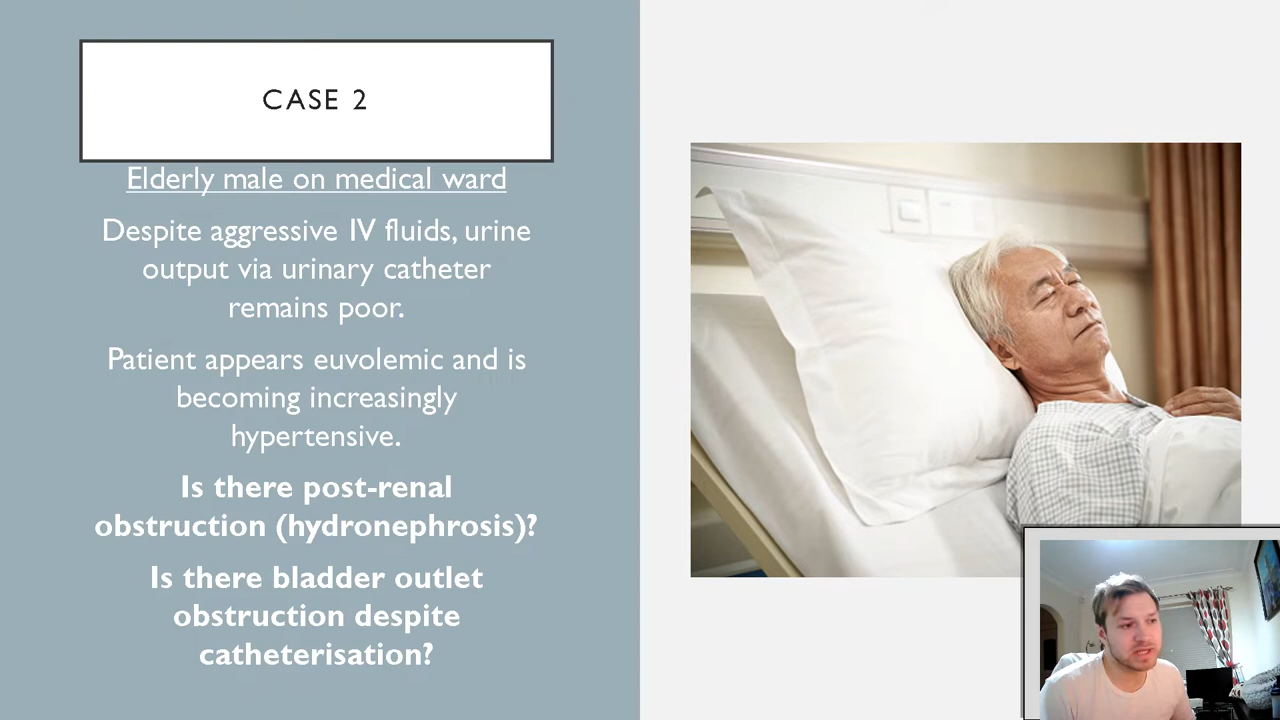 CASE 2
Elderly male on medical ward
Despite aggressive IV fluids, urine
output via urinary catheter
remains poor.
Patient appears euvolemic and is
becoming increasingly
hypertensive.
Is there post-renal
obstruction (hydronephrosis)?
Is there bladder outlet
obstruction despite
catheterisation?